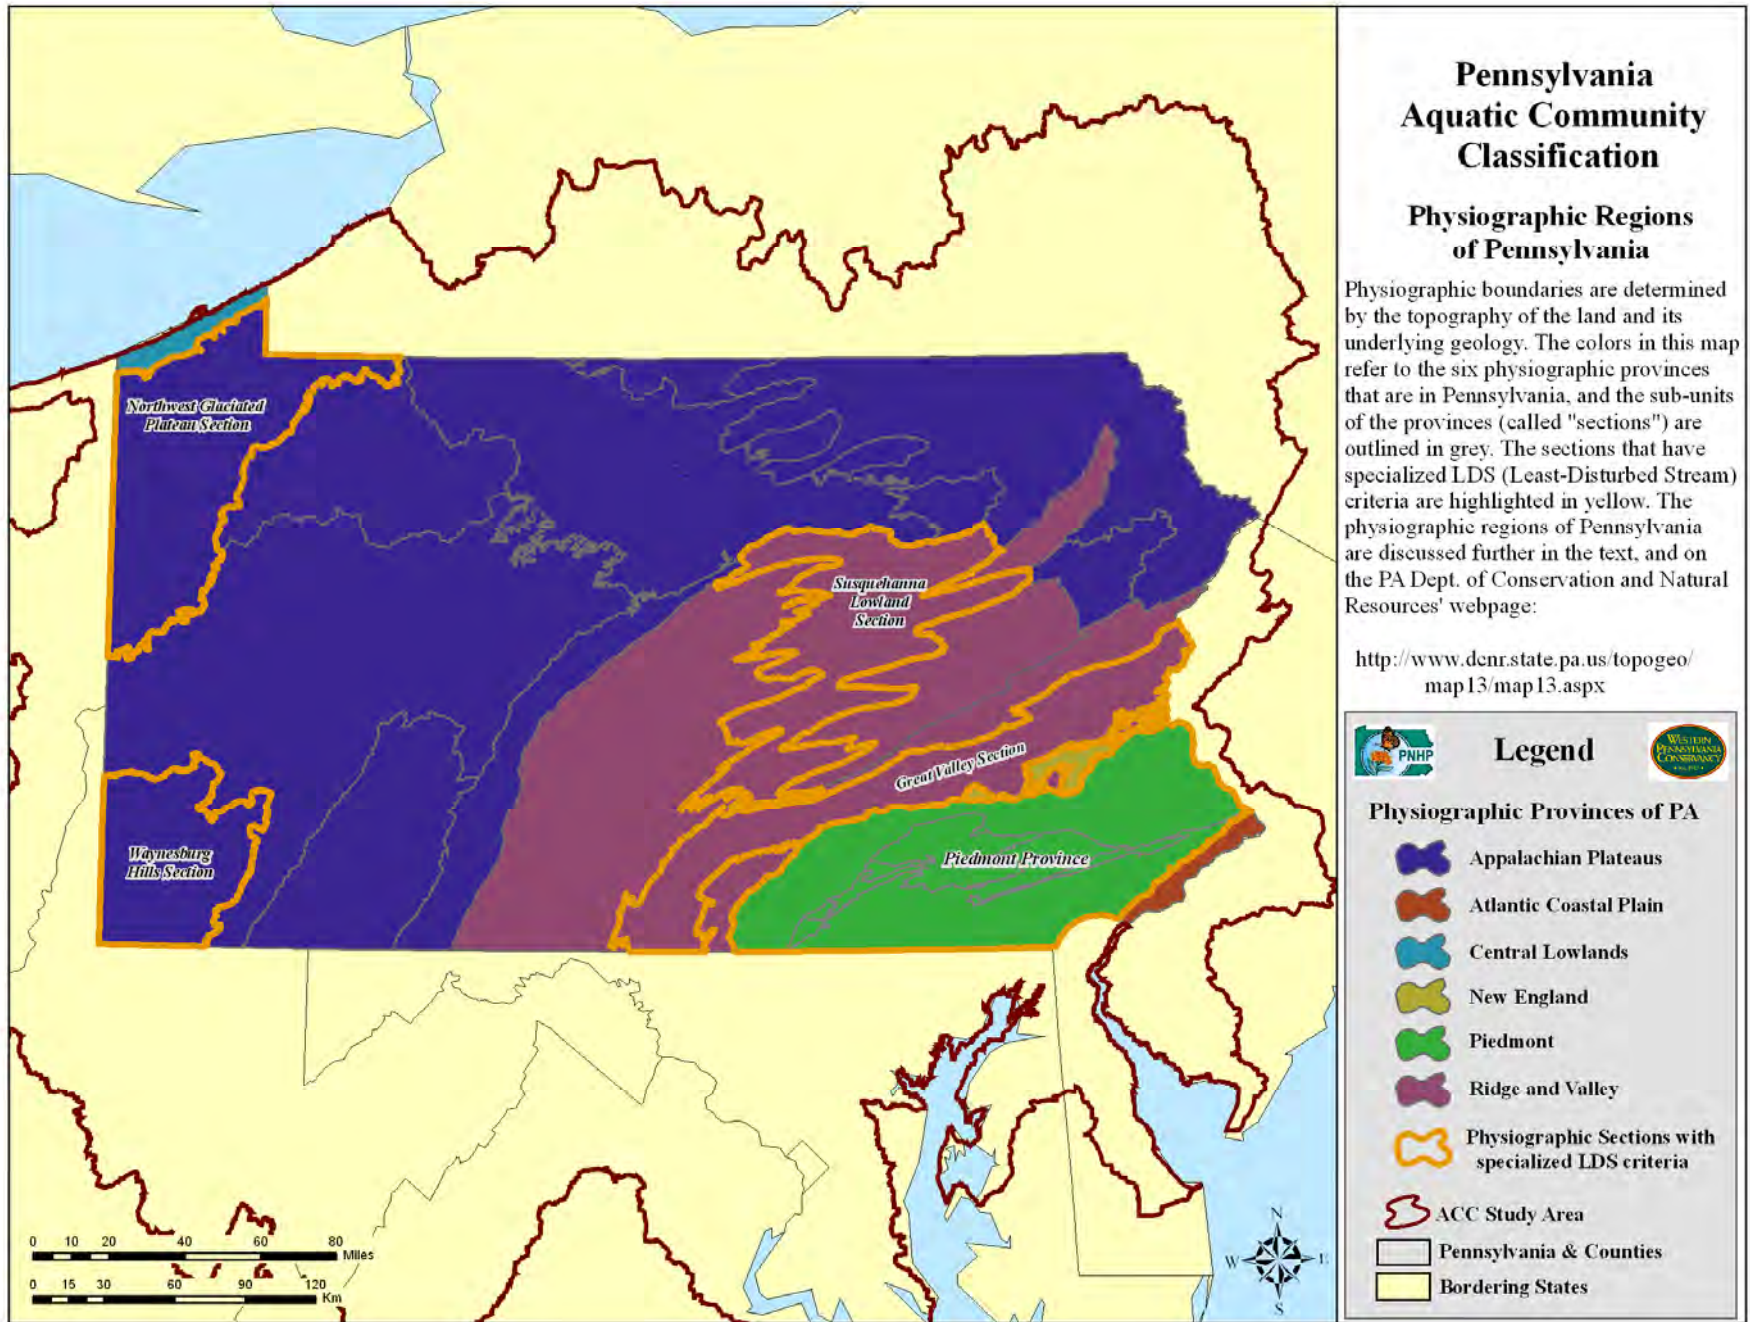 Pennsylvania
Aquatic Community
Classification
Physiographic Regions
of Pennsylvania
Physiographic boundaries are determined
by the topography of the land and its
underlying geology. The colors in this map
refer to the six physiographic provinces
that are in Pennsylvania, and the sub-units
of the provinces (called "sections") are
outlined in grey. The sections that have
specialized LDS (Least-Disturbed Stream)
criteria are highlighted in yellow. The
physiographic regions of Pennsylvania
are discussed further in the text, and on
the PA Dept. of Conservation and Natural
Resources' webpage:
http://www.dcnr.state.pa.us/topogeo/
map13/map13.aspx
Northwest Glaciated
Plateau Section
Susquehanna
Lowland
Section
Great Valley Section
Waynesburg
Hills Section
Piedmont Province
PNHP
Legend
WESTERN
PENNSYLVANIA
CONSERVANCY
Physiographic Provinces of PA
Appalachian Plateaus
Atlantic Coastal Plain
Central Lowlands
New England
Piedmont
Ridge and Valley
Physiographic Sections with
specialized LDS criteria
ACC Study Area
Pennsylvania & Counties
Bordering States
0 10 20 40 60 80
Miles
0 15 30 60 90 120
Km
N
W E
S